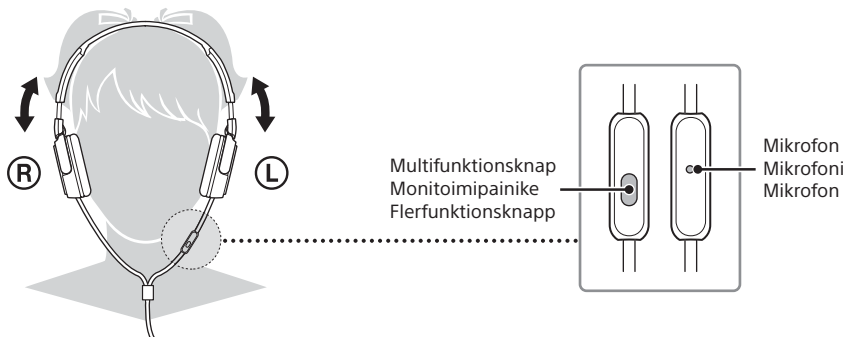 R
L
Multifunktionsknap
Monitoimipainike
Flerfunktionsknapp
Mikrofon
Mikrofoni
Mikrofon